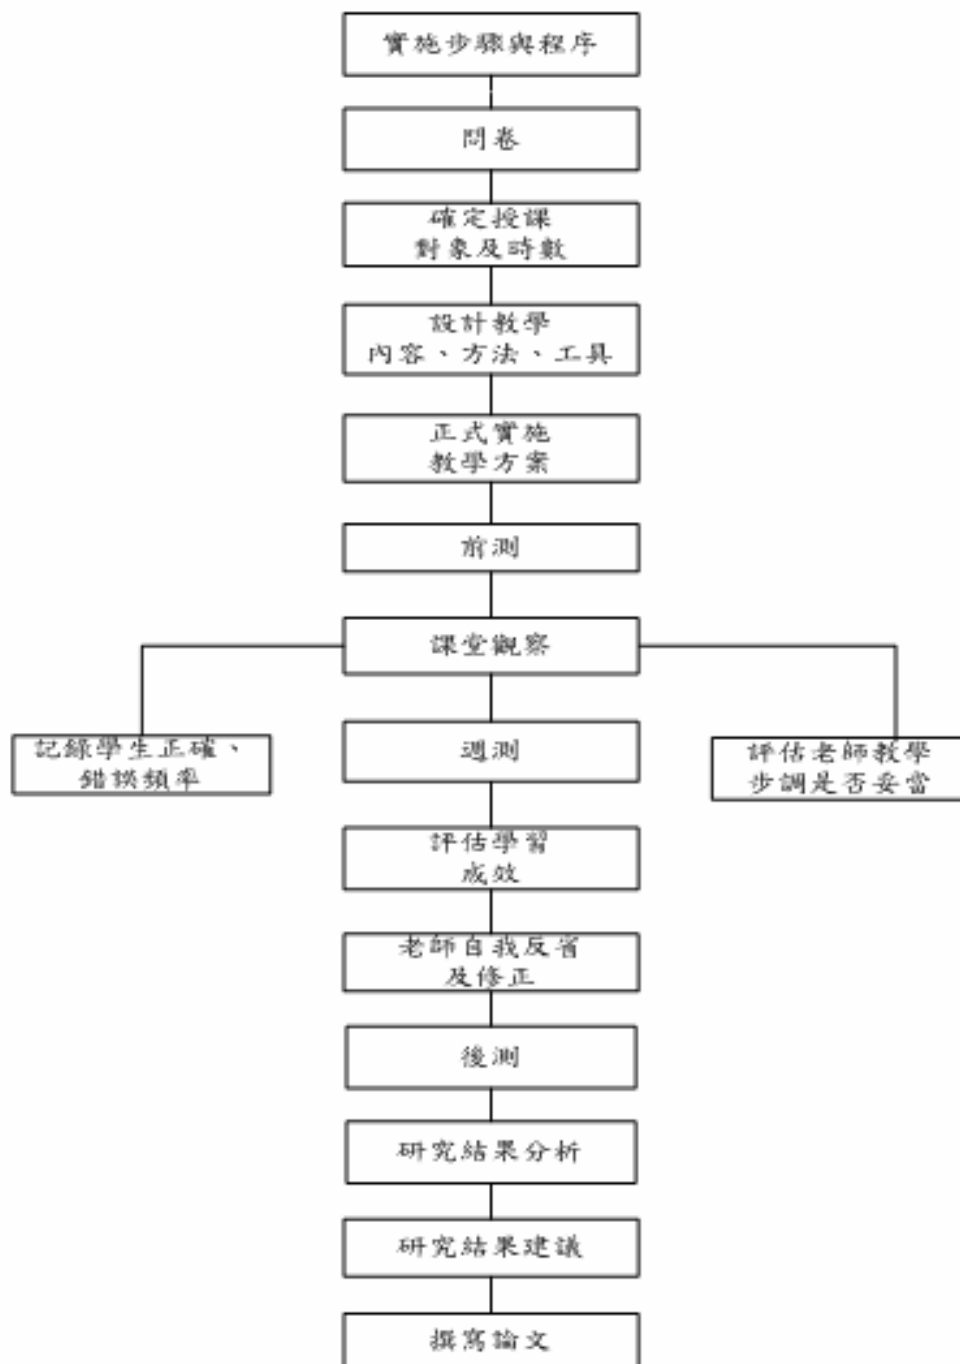 實施步驟與程序
問卷
確定授課
對象及時數
設計教學
內容、方法、工具
正式實施
教學方案
前測
課堂觀察
記錄學生正確、
錯誤頻率
週測
評估老師教學
步調是否妥當
評估學習
成效
老師自我反省
及修正
後測
研究結果分析
研究結果建議
撰寫論文